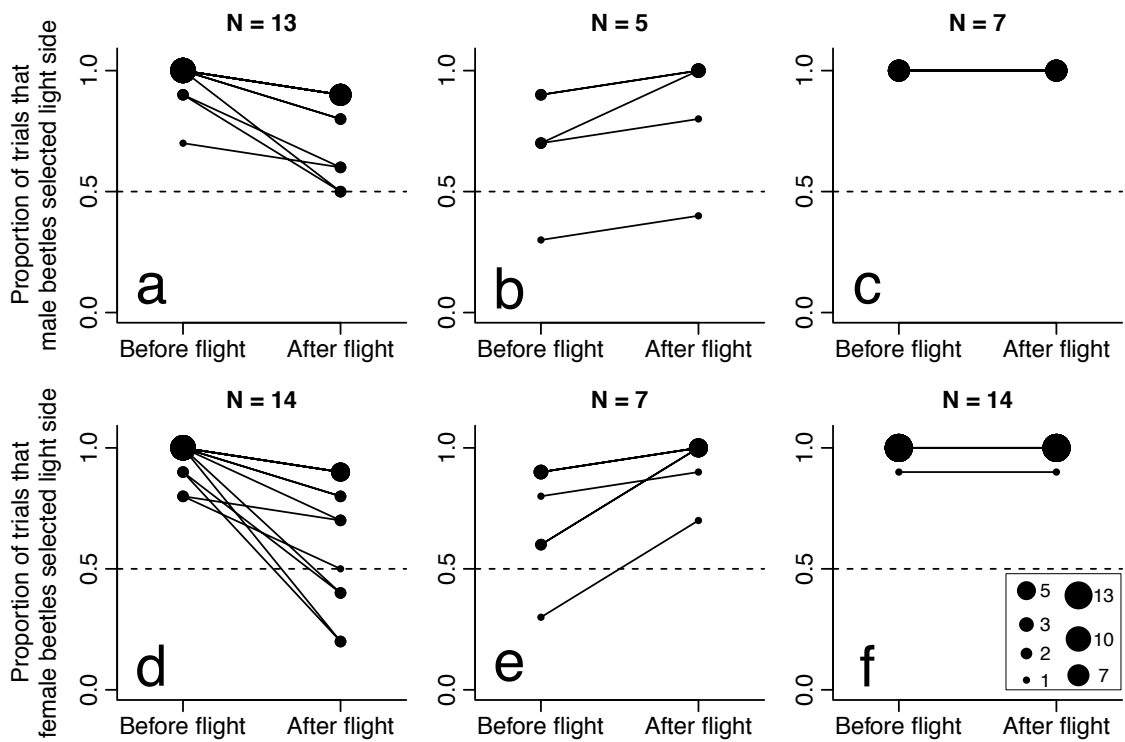 N = 13
N = 5
N = 7
Proportion of trials that
male beetles selected light side
1.0
0.5
0.0
a
Before flight
After flight
1.0
0.5
0.0
b
Before flight
After flight
1.0
0.5
0.0
c
Before flight
After flight
N = 14
N = 7
N = 14
Proportion of trials that
female beetles selected light side
1.0
0.5
0.0
d
Before flight
After flight
1.0
0.5
0.0
e
Before flight
After flight
1.0
0.5
0.0
f
5
13
3
10
2
7
1
Before flight
After flight